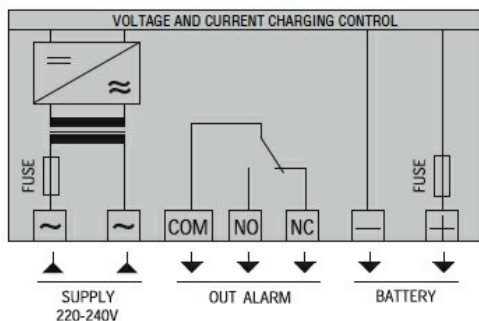 VOLTAGE AND CURRENT CHARGING CONTROL
FUSE
FUSE
~ ~ COM NO NC — +
SUPPLY OUT ALARM BATTERY
220-240V